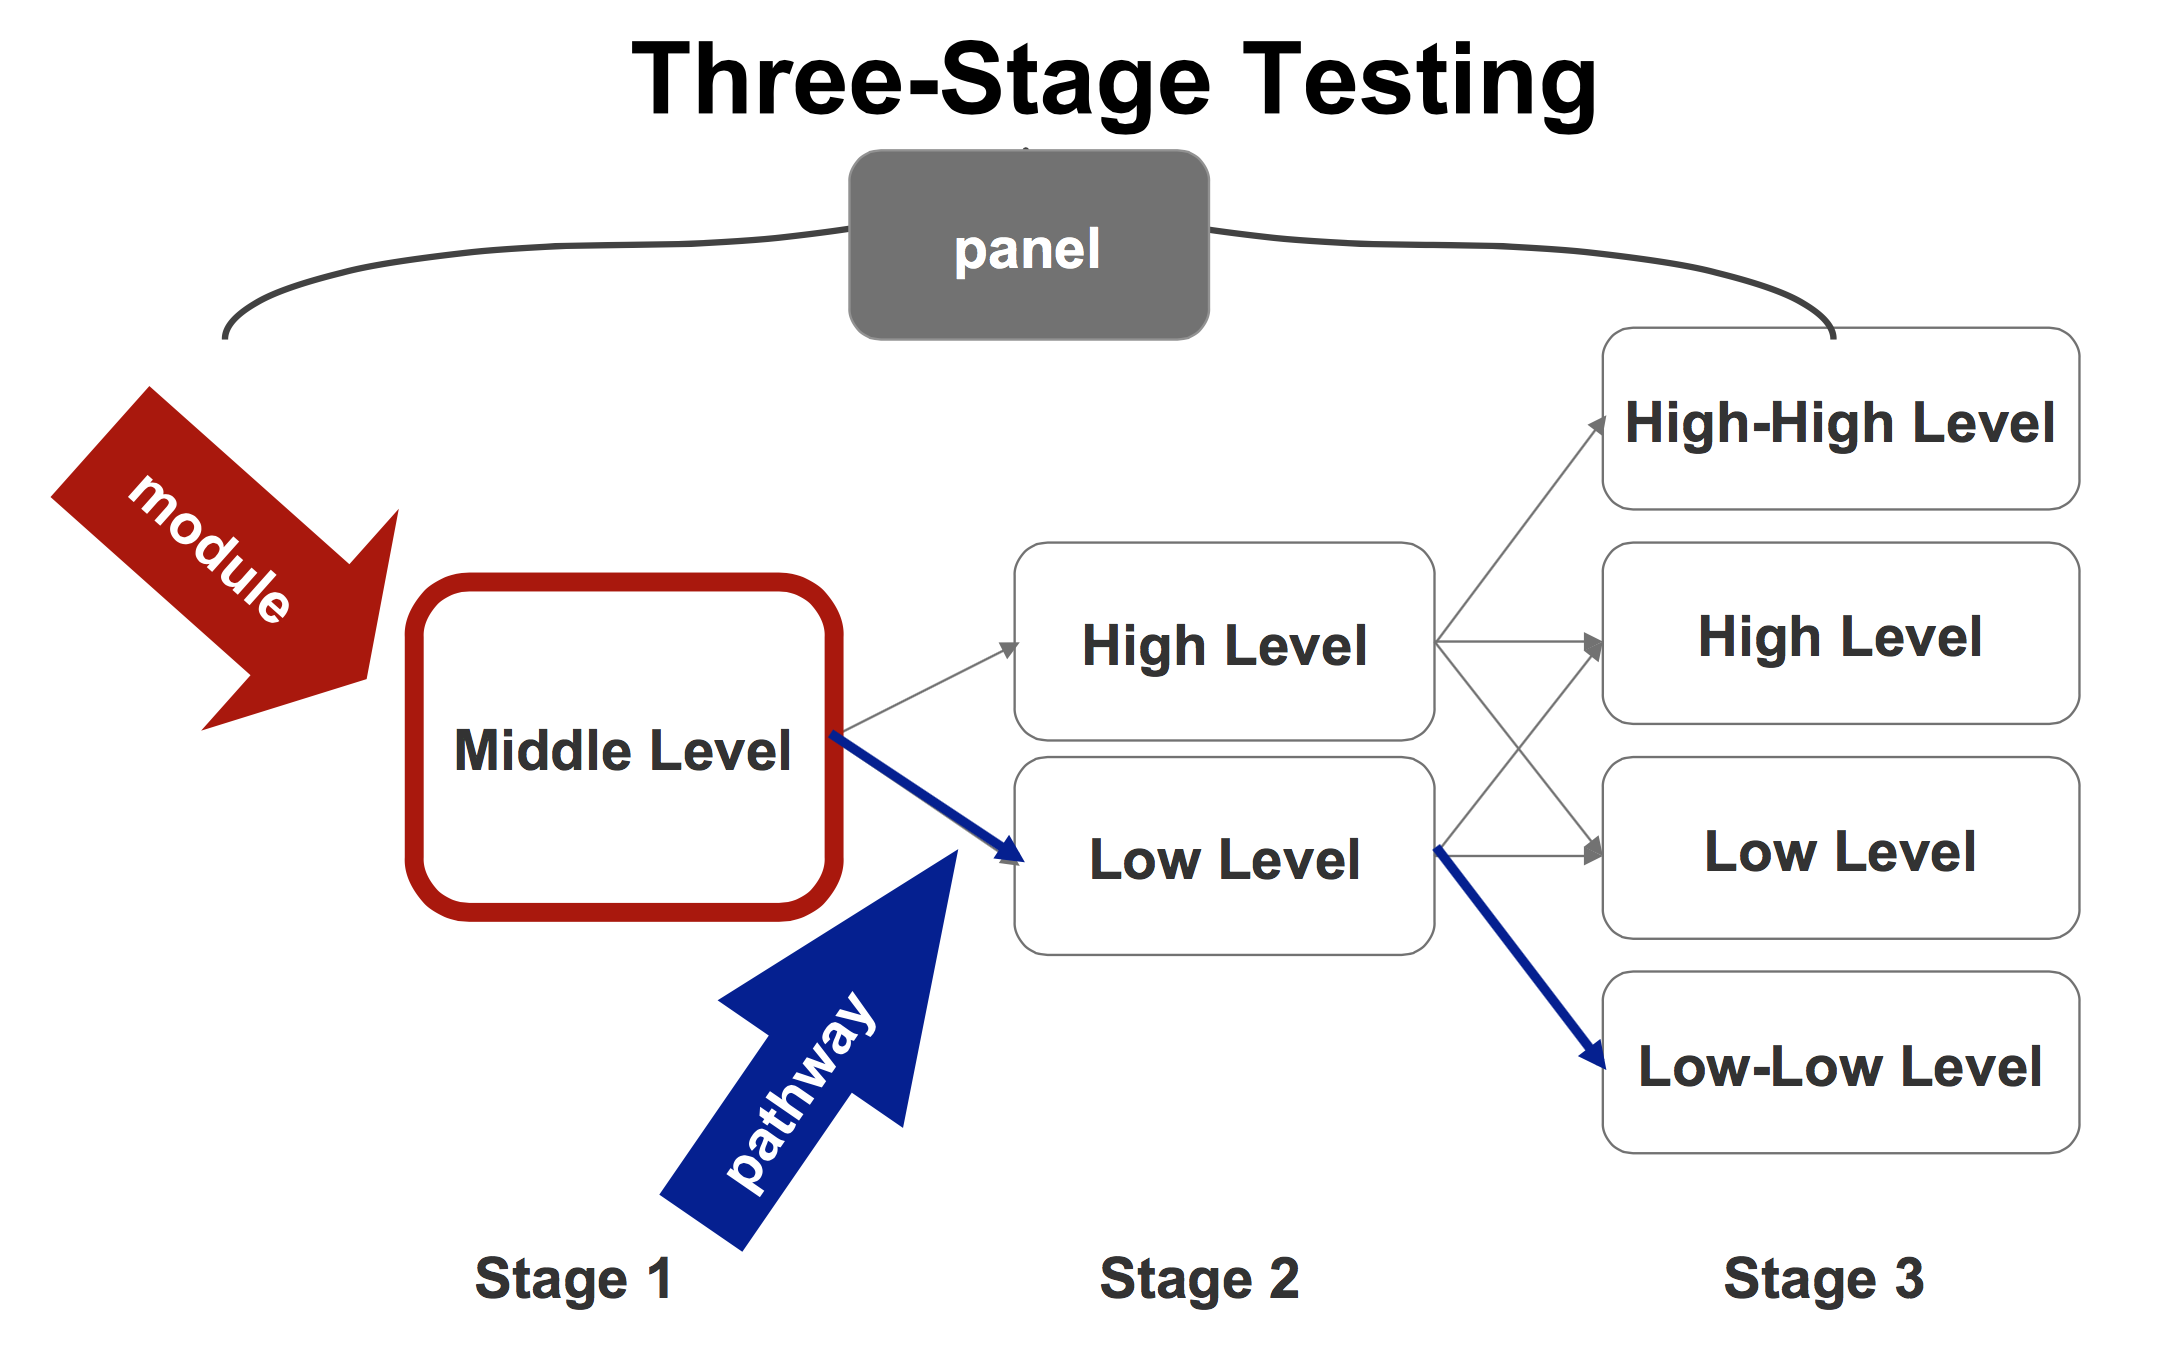 Three-Stage Testing
panel
module
High-High Level
High Level
High Level
Middle Level
Low Level
Low Level
Low-Low Level
pathway
Stage 1
Stage 2
Stage 3